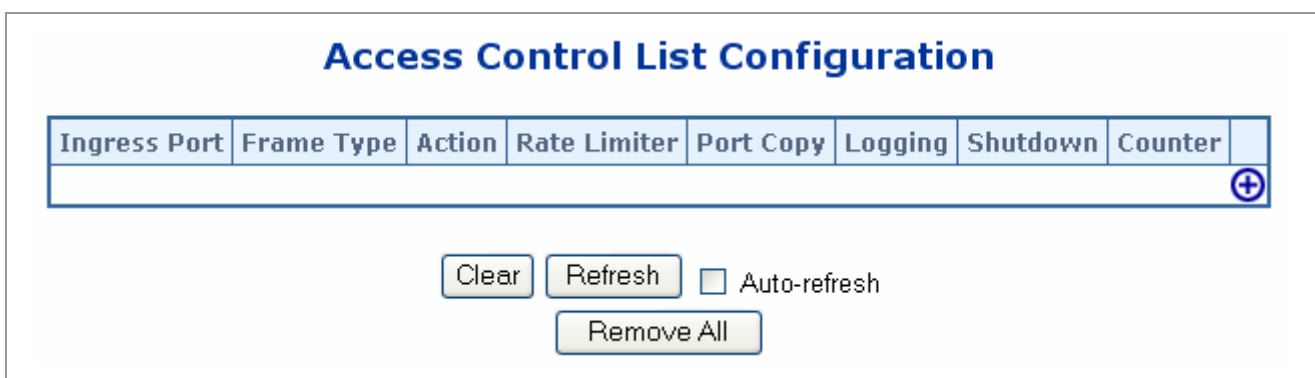 Access Control List Configuration
Ingress Port Frame Type Action Rate Limiter Port Copy Logging Shutdown Counter
Clear Refresh Auto-refresh
Remove All